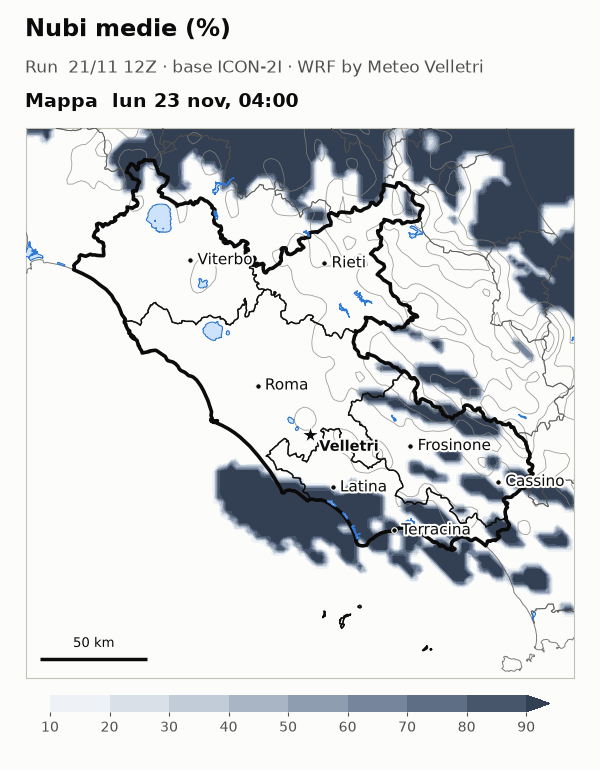 Nubi medie (%)
Run  21/11 12Z · base ICON-2I · WRF by Meteo Velletri
Mappa  lun 23 nov, 04:00
Viterbo
Rieti
Roma
Velletri
Frosinone
Cassino
Latina
Terracina
50 km
10 20 30 40 50 60 70 80 90